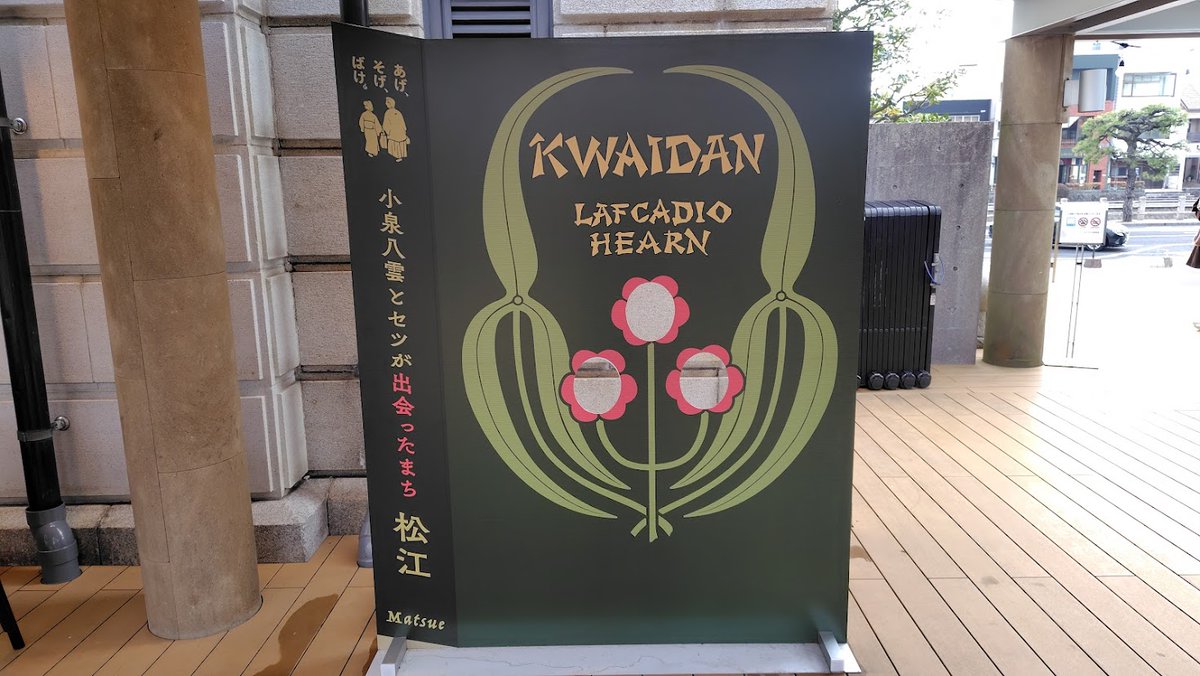 あげ、
そげ、
ばけ。
小泉八雲とセツが出会ったまち 松江
Matsue
KWAIDAN
LAFCADIO
HEARN